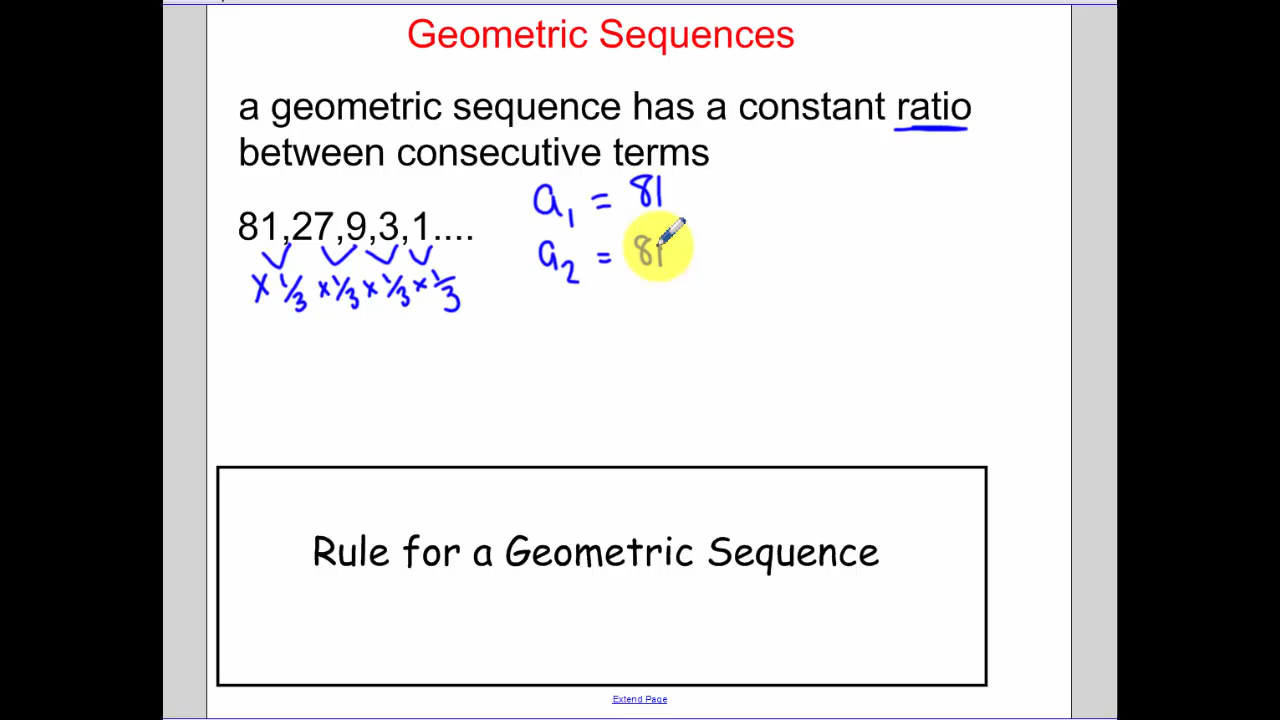 Geometric Sequences
a geometric sequence has a constant ratio
between consecutive terms
a₁ = 81
81,27,9,3,1....
a₂ = 81
x 1/3 x 1/3 x 1/3 x 1/3
Rule for a Geometric Sequence
Extend Page